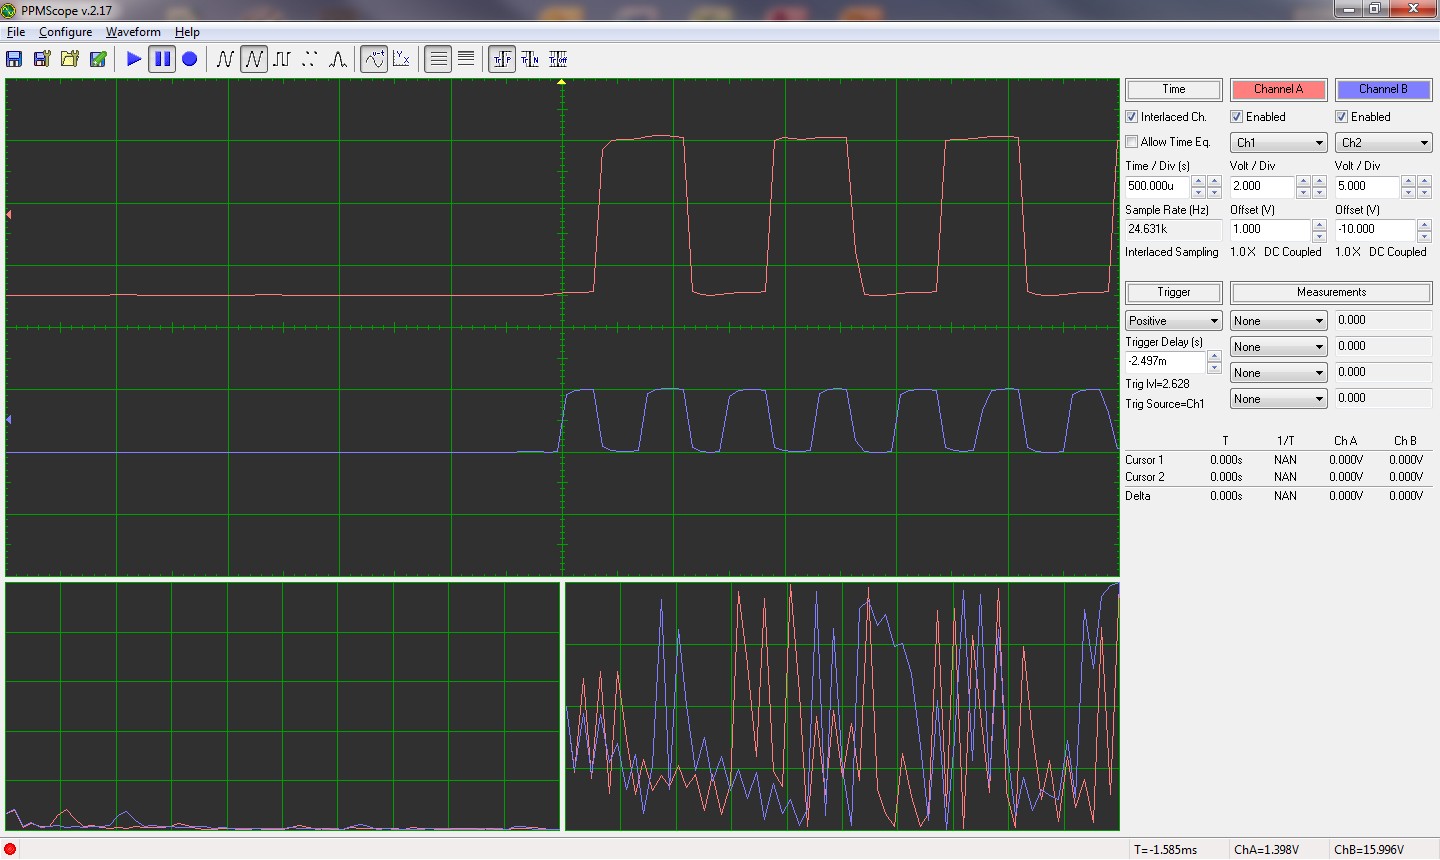 PPMScope v.2.17
File Configure Waveform Help
u-t Y X TrP TrN Troff
Time Channel A Channel B
Interlaced Ch. Enabled Enabled
Allow Time Eq. Ch1 Ch2
Time / Div (s) Volt / Div Volt / Div
500.000u 2.000 5.000
Sample Rate (Hz) Offset (V) Offset (V)
24.631k 1.000 -10.000
Interlaced Sampling 1.0X DC Coupled 1.0X DC Coupled
Trigger Measurements
Positive None 0.000
Trigger Delay (s) None 0.000
-2.497m
Trig lvl=2.628 None 0.000
Trig Source=Ch1 None 0.000
T 1/T Ch A Ch B
Cursor 1 0.000s NAN 0.000V 0.000V
Cursor 2 0.000s NAN 0.000V 0.000V
Delta 0.000s NAN 0.000V 0.000V
T=-1.585ms ChA=1.398V ChB=15.996V